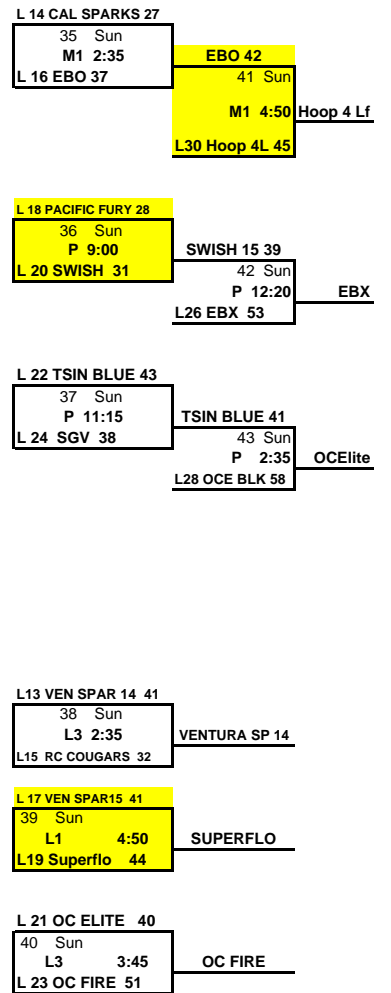 L 14 CAL SPARKS 27
35 Sun
M1 2:35
EBO 42
L 16 EBO 37
41 Sun
M1 4:50 Hoop 4 Lf
L30 Hoop 4L 45
L 18 PACIFIC FURY 28
36 Sun
P 9:00
SWISH 15 39
L 20 SWISH 31
42 Sun
P 12:20
EBX
L26 EBX 53
L 22 TSIN BLUE 43
37 Sun
P 11:15
TSIN BLUE 41
L 24 SGV 38
43 Sun
P 2:35
OCElite
L28 OCE BLK 58
L13 VEN SPAR 14 41
38 Sun
L3 2:35
VENTURA SP 14
L15 RC COUGARS 32
L 17 VEN SPAR15 41
39 Sun
L1 4:50
SUPERFLO
L19 Superflo 44
L 21 OC ELITE 40
40 Sun
L3 3:45
OC FIRE
L 23 OC FIRE 51